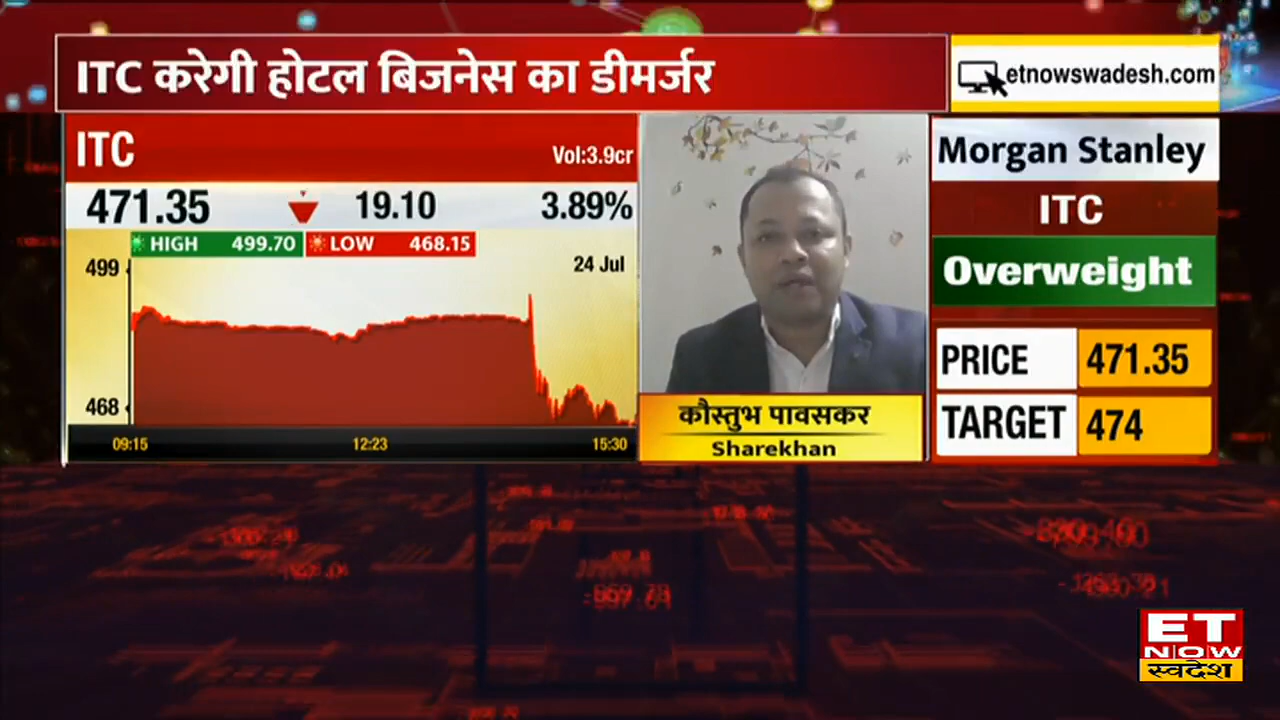 ITC करेगी होटल बिजनेस का डीमर्जर
etnowswadesh.com
ITC
Vol:3.9cr
471.35 19.10 3.89%
HIGH 499.70 LOW 468.15
499
24 Jul
468
09:15 12:23 15:30
कौस्तुभ पावसकर
Sharekhan
Morgan Stanley
ITC
Overweight
PRICE 471.35
TARGET 474
ET
NOW
स्वदेश